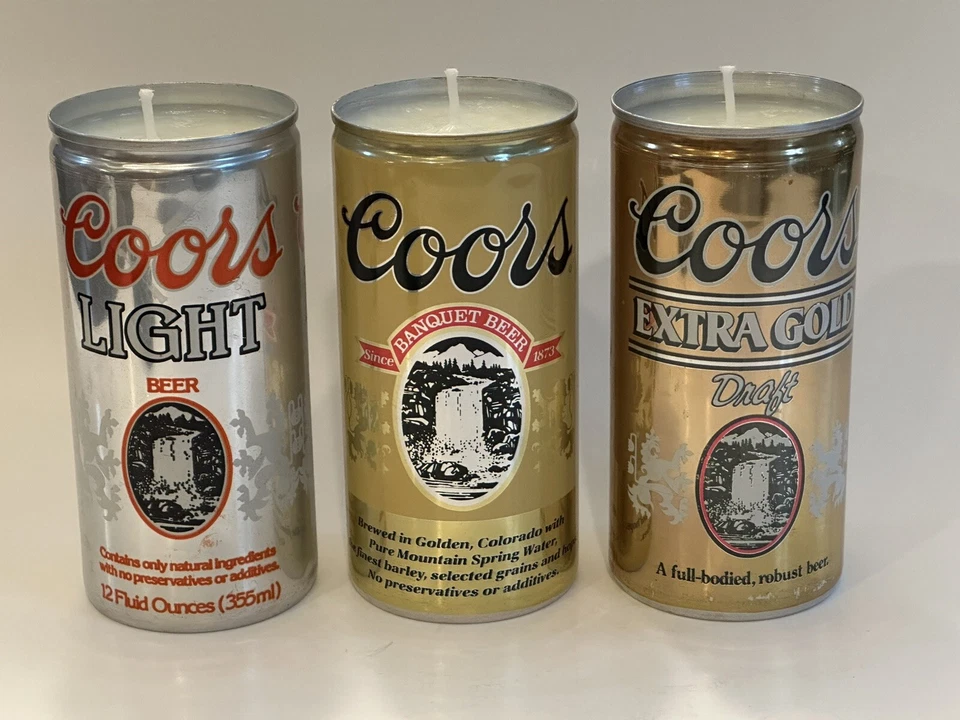 Coors
LIGHT
BEER
Contains only natural ingredients
with no preservatives or additives.
12 Fluid Ounces (355ml)
Coors
BANQUET BEER
Since 1873
Brewed in Golden, Colorado with
Pure Mountain Spring Water,
finest barley, selected grains and
No preservatives or additives.
Coors
EXTRA GOLD
Draft
A full-bodied, robust beer.